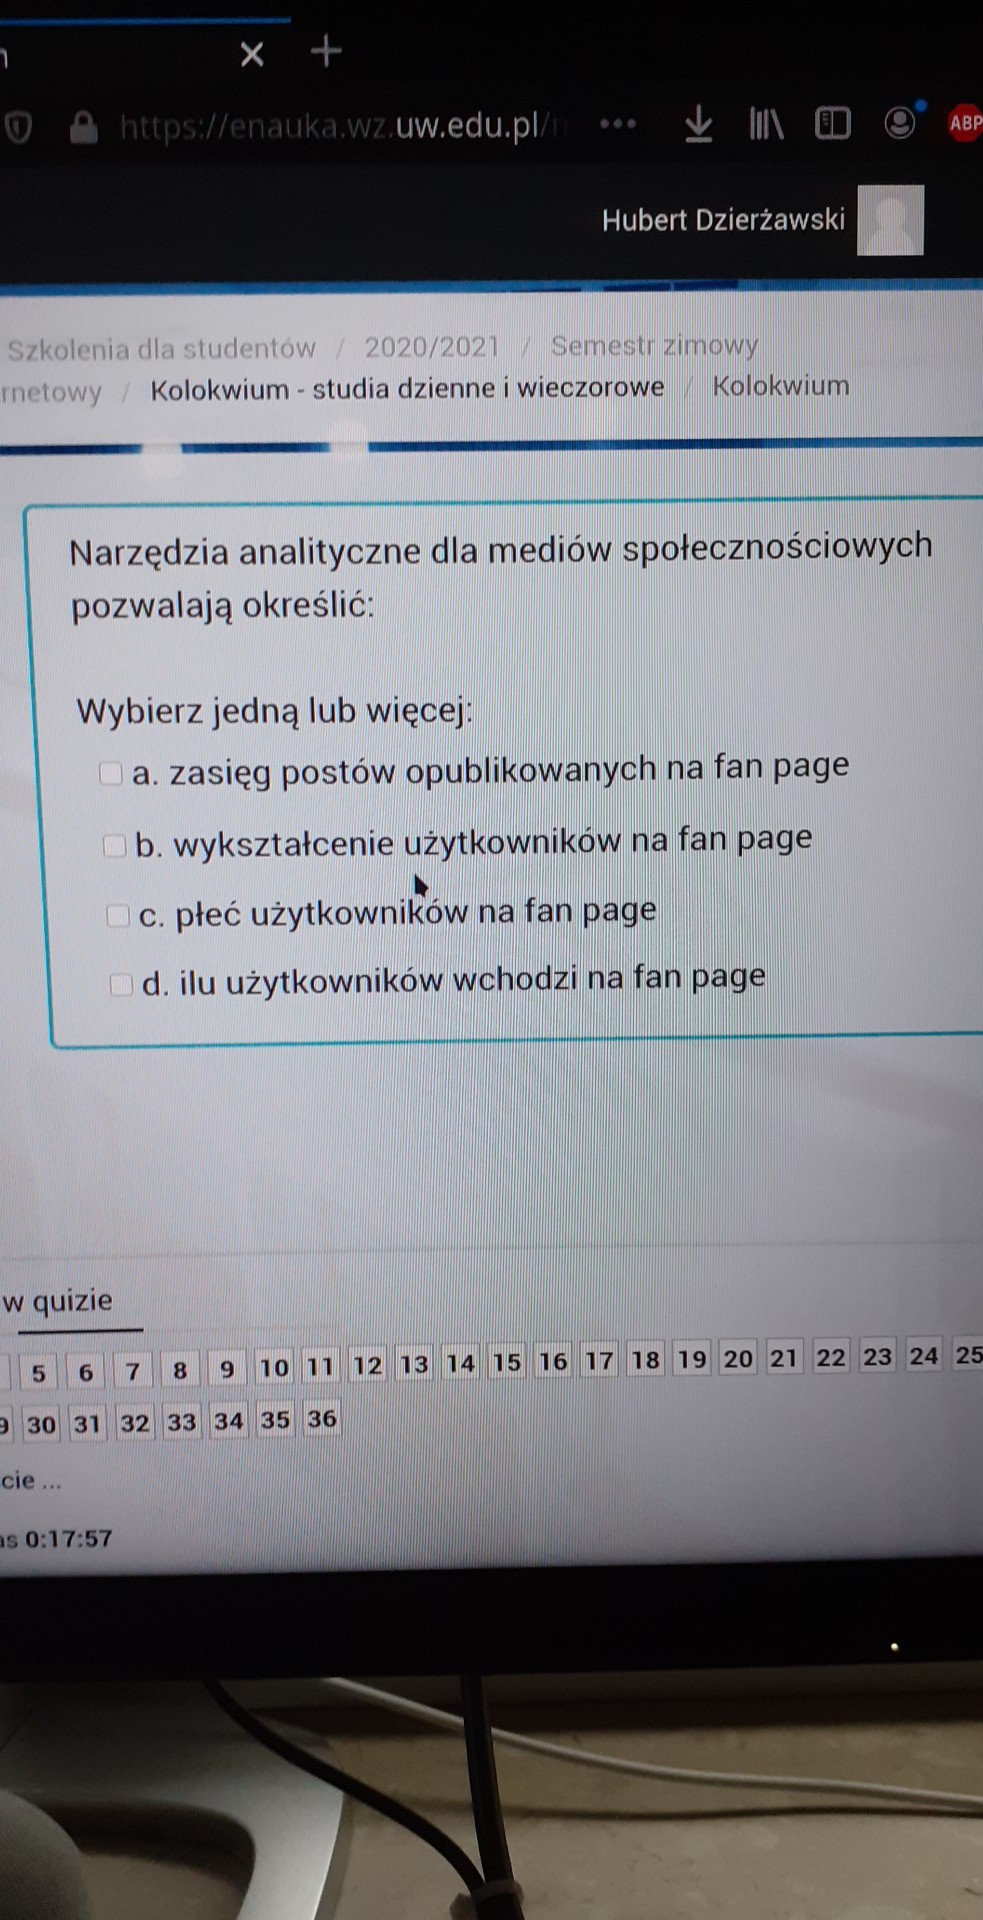 https://enauka.wz.uw.edu.pl/
ABP
Hubert Dzierżawski
Szkolenia dla studentów / 2020/2021 / Semestr zimowy
rnetowy / Kolokwium - studia dzienne i wieczorowe / Kolokwium
Narzędzia analityczne dla mediów społecznościowych
pozwalają określić:
Wybierz jedną lub więcej:
a. zasięg postów opublikowanych na fan page
b. wykształcenie użytkowników na fan page
c. płeć użytkowników na fan page
d. ilu użytkowników wchodzi na fan page
w quizie
5 6 7 8 9 10 11 12 13 14 15 16 17 18 19 20 21 22 23 24 25
9 30 31 32 33 34 35 36
cie ...
as 0:17:57